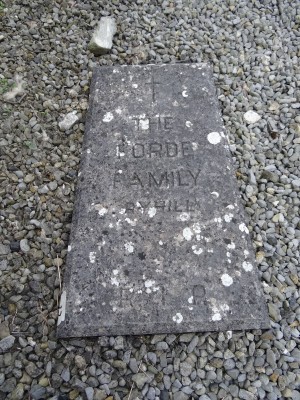 THE
FORDE
FAMILY
R. I. P.